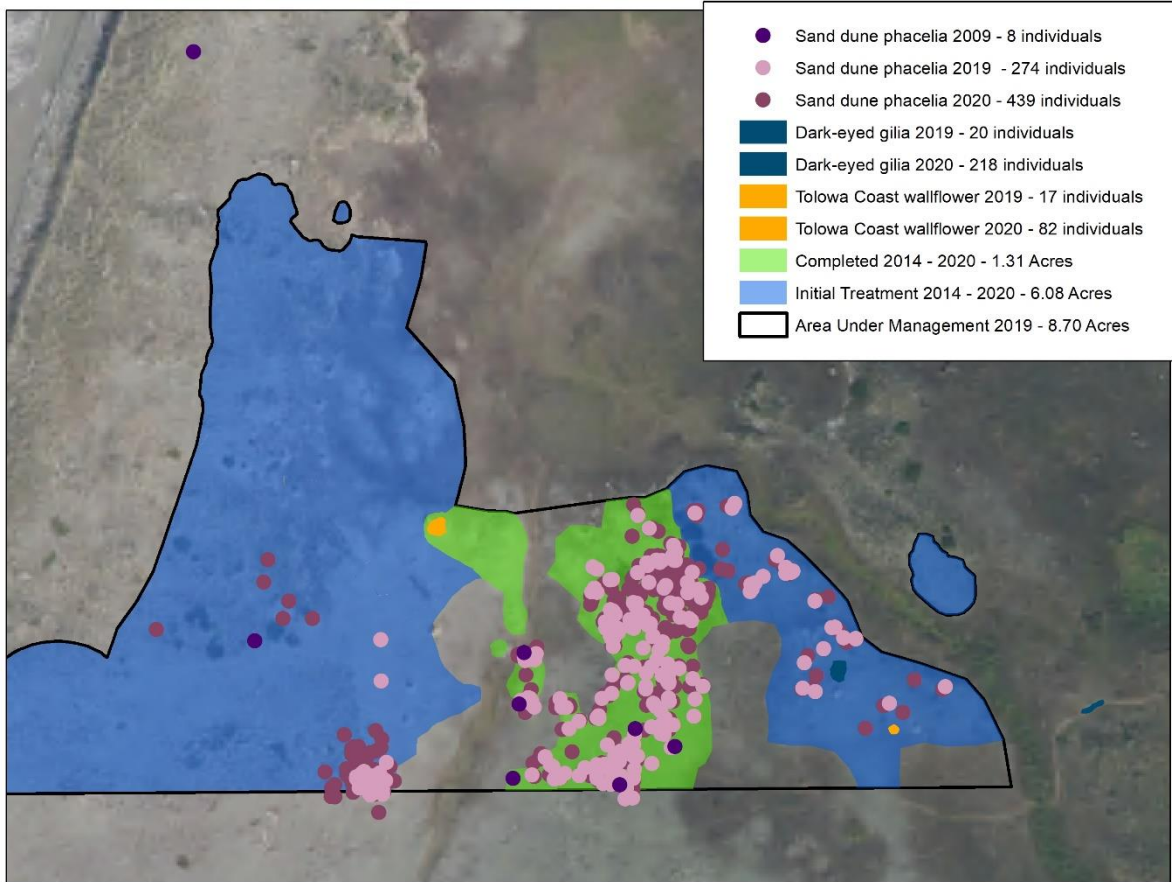 Sand dune phacelia 2009 - 8 individuals
Sand dune phacelia 2019 - 274 individuals
Sand dune phacelia 2020 - 439 individuals
Dark-eyed gilia 2019 - 20 individuals
Dark-eyed gilia 2020 - 218 individuals
Tolowa Coast wallflower 2019 - 17 individuals
Tolowa Coast wallflower 2020 - 82 individuals
Completed 2014 - 2020 - 1.31 Acres
Initial Treatment 2014 - 2020 - 6.08 Acres
Area Under Management 2019 - 8.70 Acres